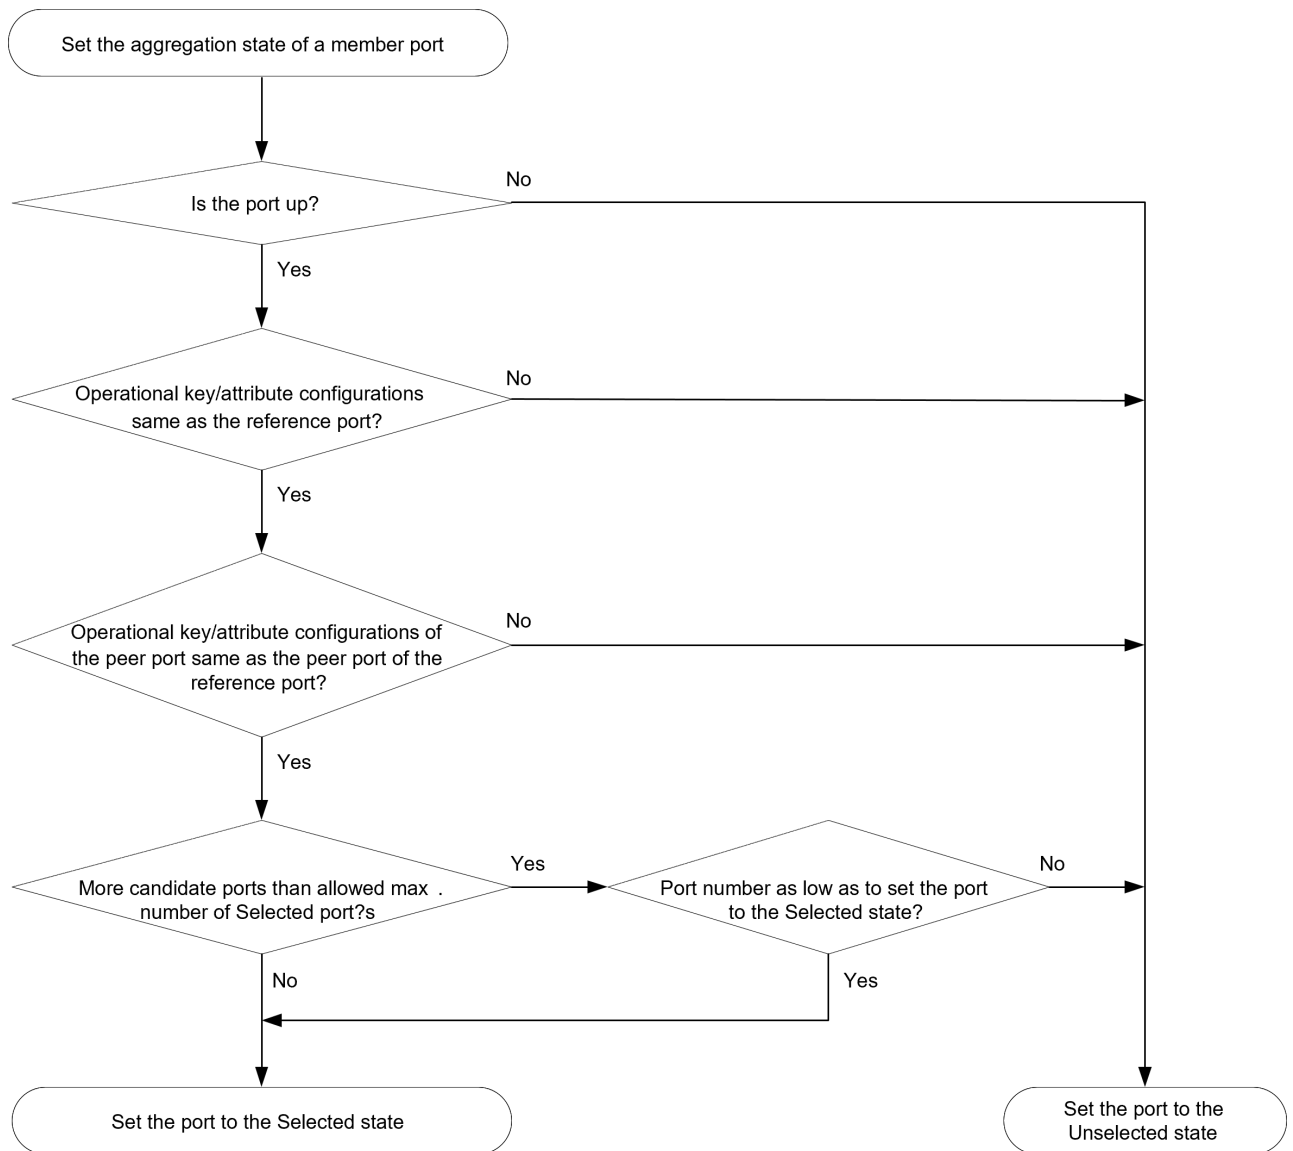 Set the aggregation state of a member port
No
Is the port up?
Yes
No
Operational key/attribute configurations
same as the reference port?
Yes
No
Operational key/attribute configurations of
the peer port same as the peer port of the
reference port?
Yes
Yes
No
More candidate ports than allowed max .
number of Selected port?s
Port number as low as to set the port
to the Selected state?
No
Yes
Set the port to the Selected state
Set the port to the
Unselected state